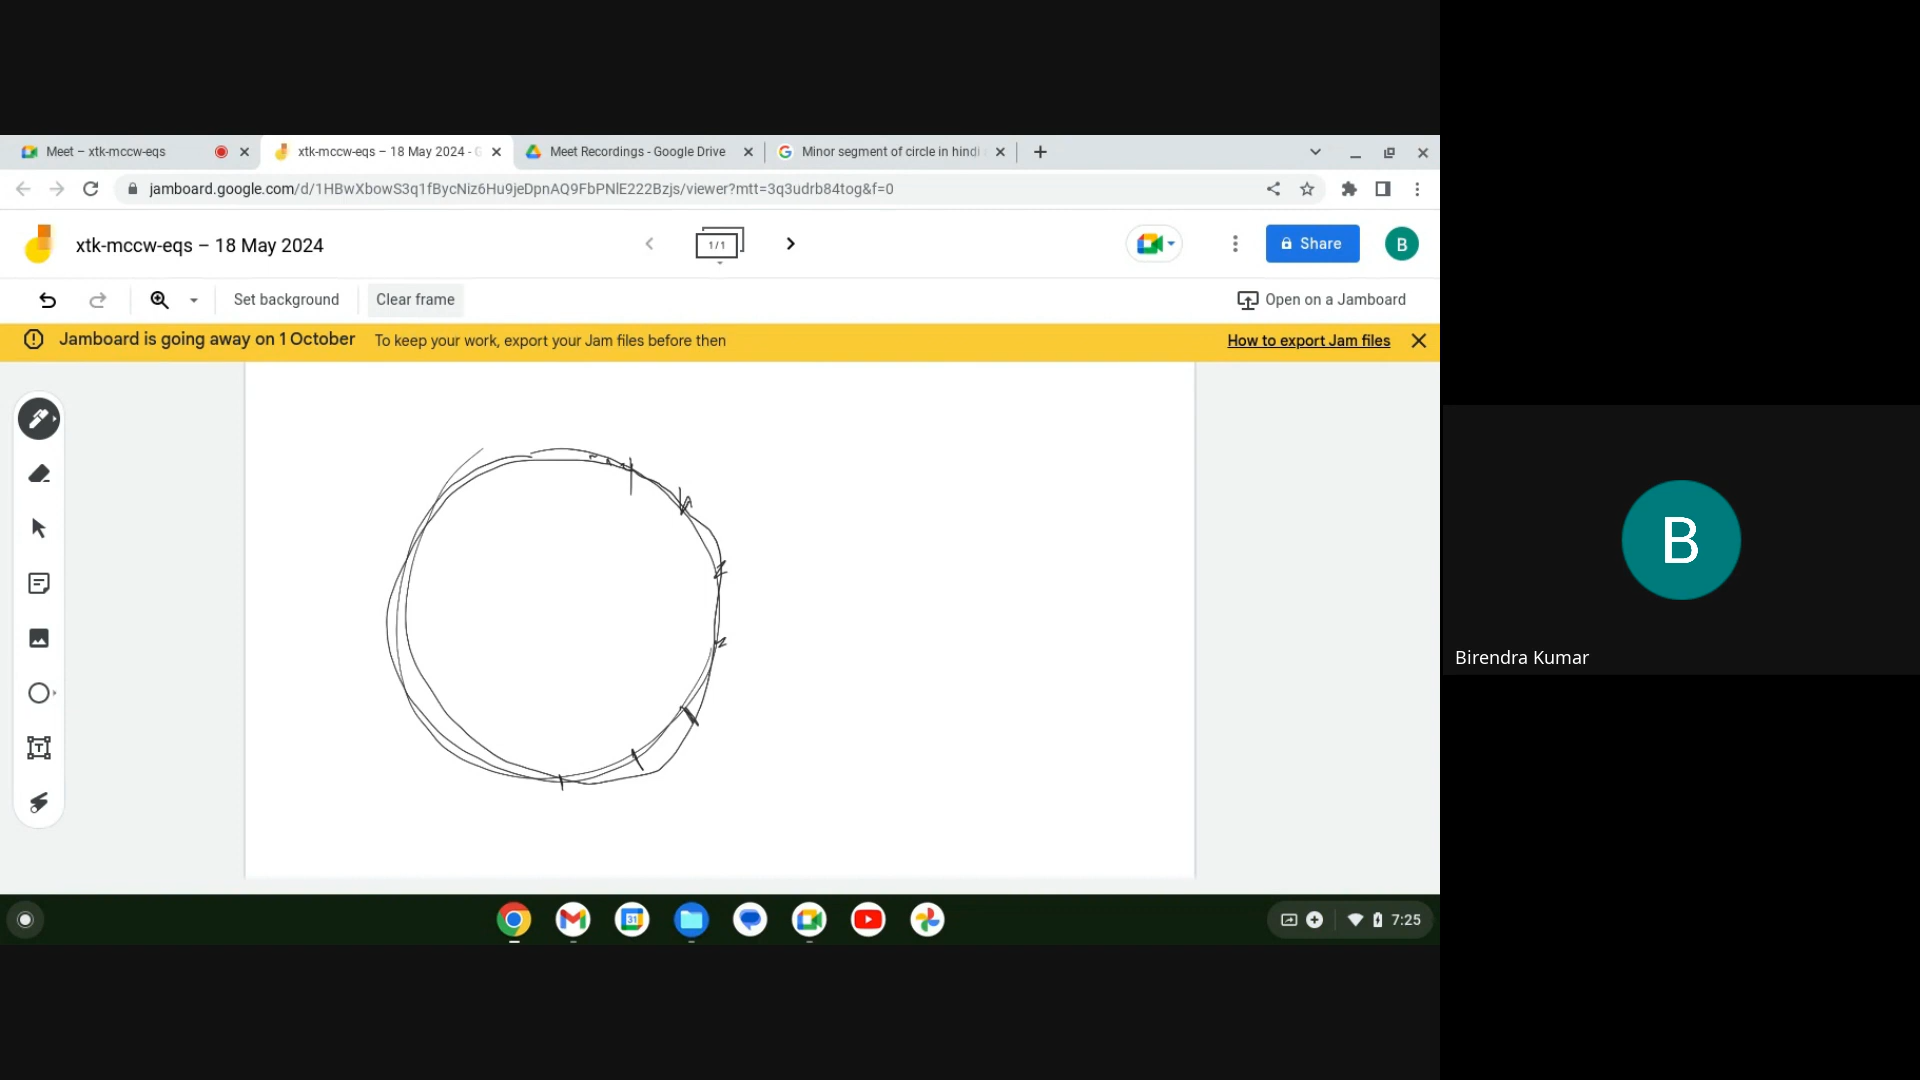 Meet – xtk-mccw-eqs
xtk-mccw-eqs – 18 May 2024 - G
Meet Recordings - Google Drive
Minor segment of circle in hindi
jamboard.google.com/d/1HBwXbowS3q1fBycNiz6Hu9jeDpnAQ9FbPNlE222Bzjs/viewer?mtt=3q3udrb84tog&f=0
xtk-mccw-eqs – 18 May 2024
1/1
Share
B
Set background
Clear frame
Open on a Jamboard
Jamboard is going away on 1 October To keep your work, export your Jam files before then
How to export Jam files
B
Birendra Kumar
31
7:25